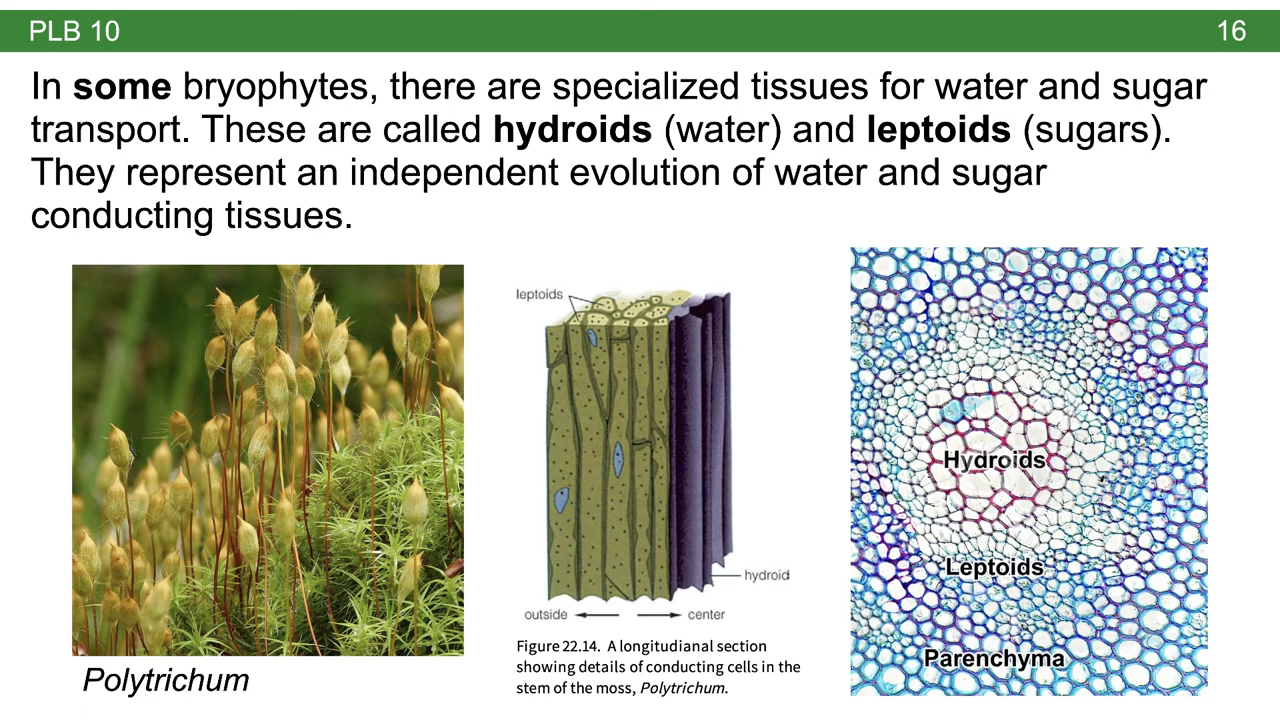 PLB 10
16
In some bryophytes, there are specialized tissues for water and sugar
transport. These are called hydroids (water) and leptoids (sugars).
They represent an independent evolution of water and sugar
conducting tissues.
leptoids
hydroid
outside
center
Figure 22.14. A longitudianal section
showing details of conducting cells in the
stem of the moss, Polytrichum.
Hydroids
Leptoids
Parenchyma
Polytrichum